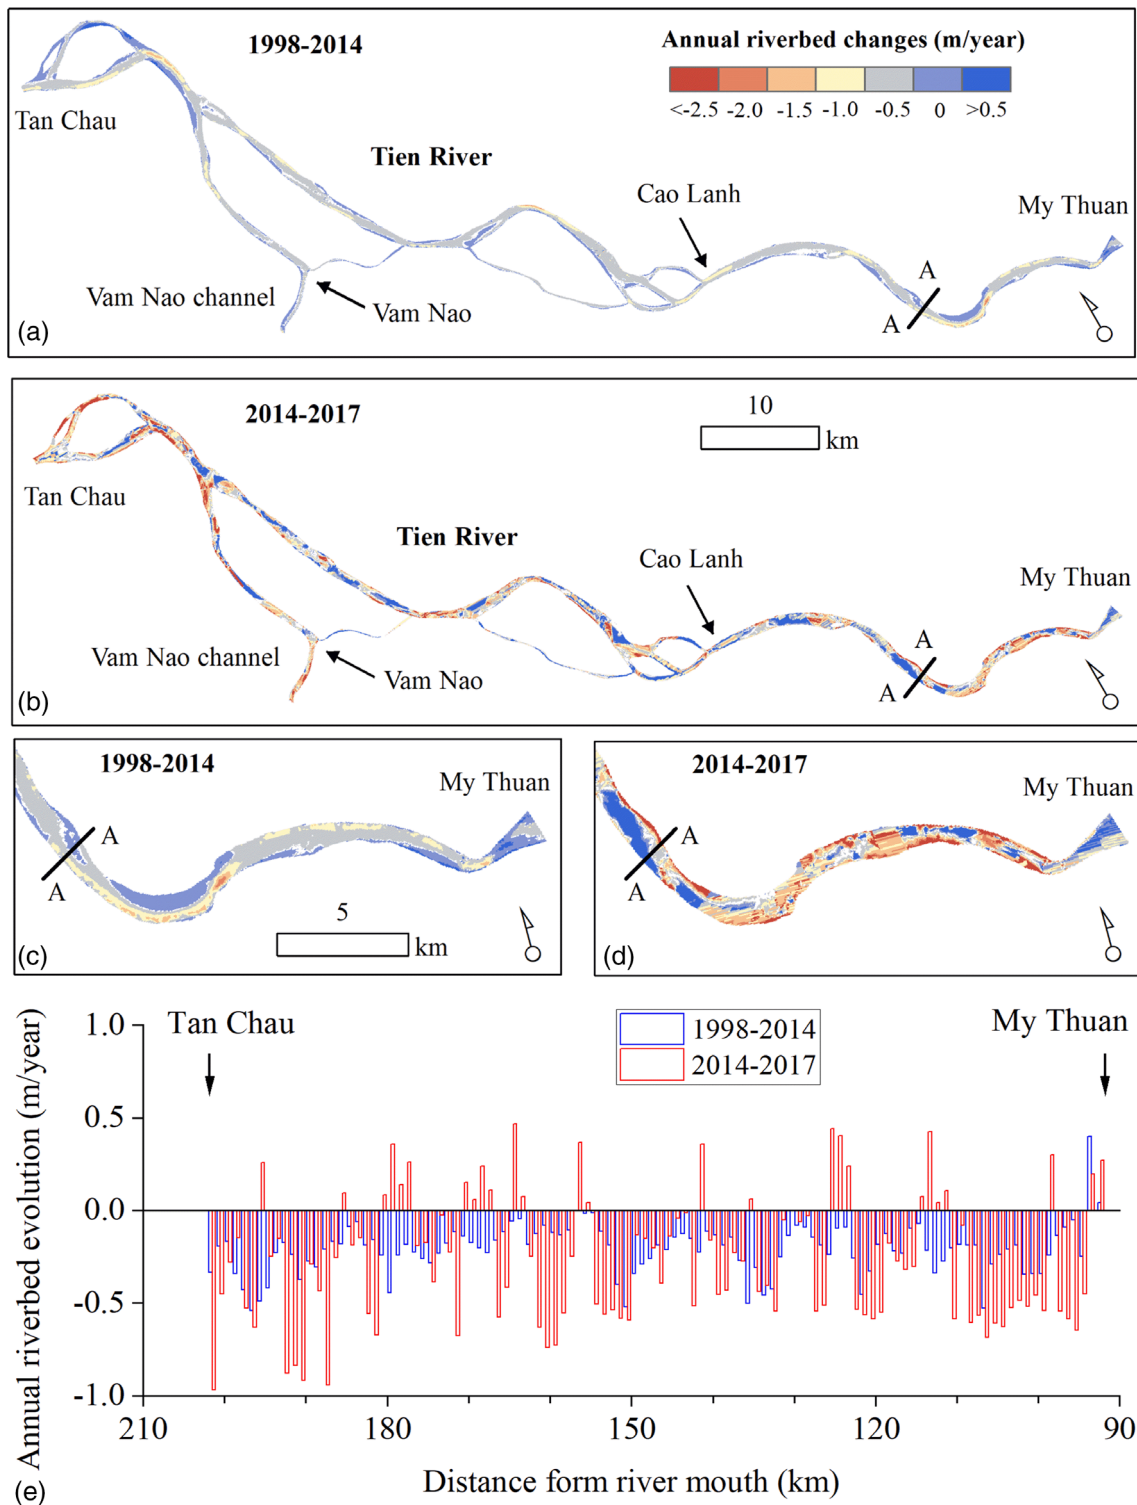 1998-2014
Annual riverbed changes (m/year)
<-2.5 -2.0 -1.5 -1.0 -0.5 0 >0.5
Tan Chau
Tien River
Cao Lanh
My Thuan
A
A
Vam Nao channel
Vam Nao
(a)
2014-2017
10
km
Tan Chau
Tien River
Cao Lanh
My Thuan
A
A
Vam Nao channel
Vam Nao
(b)
1998-2014
My Thuan
A
A
5
km
(c)
2014-2017
My Thuan
A
A
(d)
Annual riverbed evolution (m/year)
1.0
0.5
0.0
-0.5
-1.0
Tan Chau
My Thuan
1998-2014
2014-2017
210 180 150 120 90
Distance form river mouth (km)
(e)